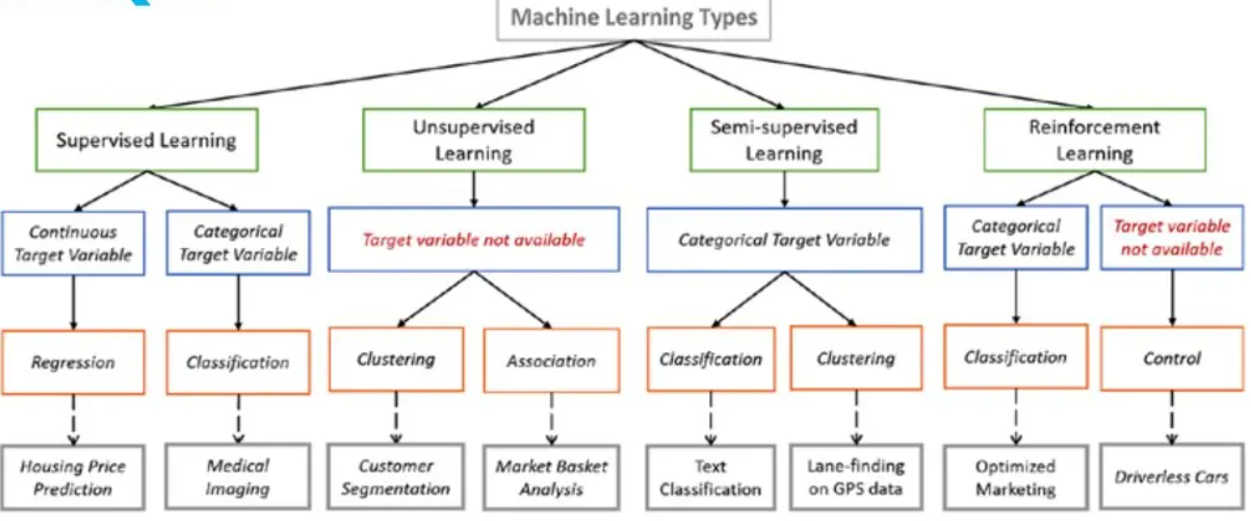 Machine Learning Types
Supervised Learning
Unsupervised
Learning
Semi-supervised
Learning
Reinforcement
Learning
Continuous
Target Variable
Categorical
Target Variable
Target variable not available
Categorical Target Variable
Categorical
Target Variable
Target variable
not available
Regression
Classification
Clustering
Association
Classification
Clustering
Classification
Control
Housing Price
Prediction
Medical
Imaging
Customer
Segmentation
Market Basket
Analysis
Text
Classification
Lane-finding
on GPS data
Optimized
Marketing
Driverless Cars